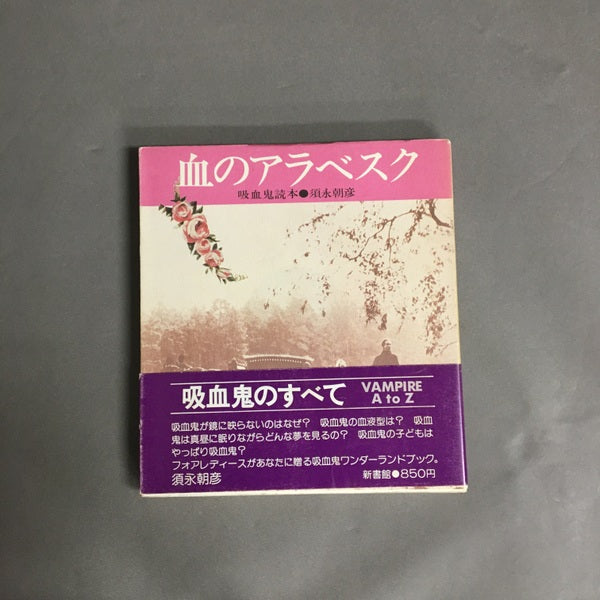 血のアラベスク
吸血鬼読本●須永朝彦
吸血鬼のすべて
VAMPIRE
A to Z
吸血鬼が鏡に映らないのはなぜ？　吸血鬼の血液型は？　吸血
鬼は真昼に眠りながらどんな夢を見るの？　吸血鬼の子どもは
やっぱり吸血鬼？
フォアレディースがあなたに贈る吸血鬼ワンダーランドブック。
須永朝彦
新書館●850円